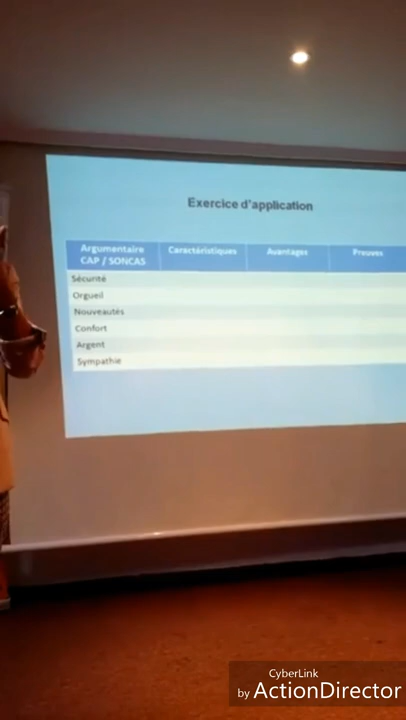 Exercice d'application
Argumentaire CAP / SONCAS
Caractéristiques
Avantages
Preuves
Sécurité
Orgueil
Nouveautés
Confort
Argent
Sympathie
CyberLink
by ActionDirector